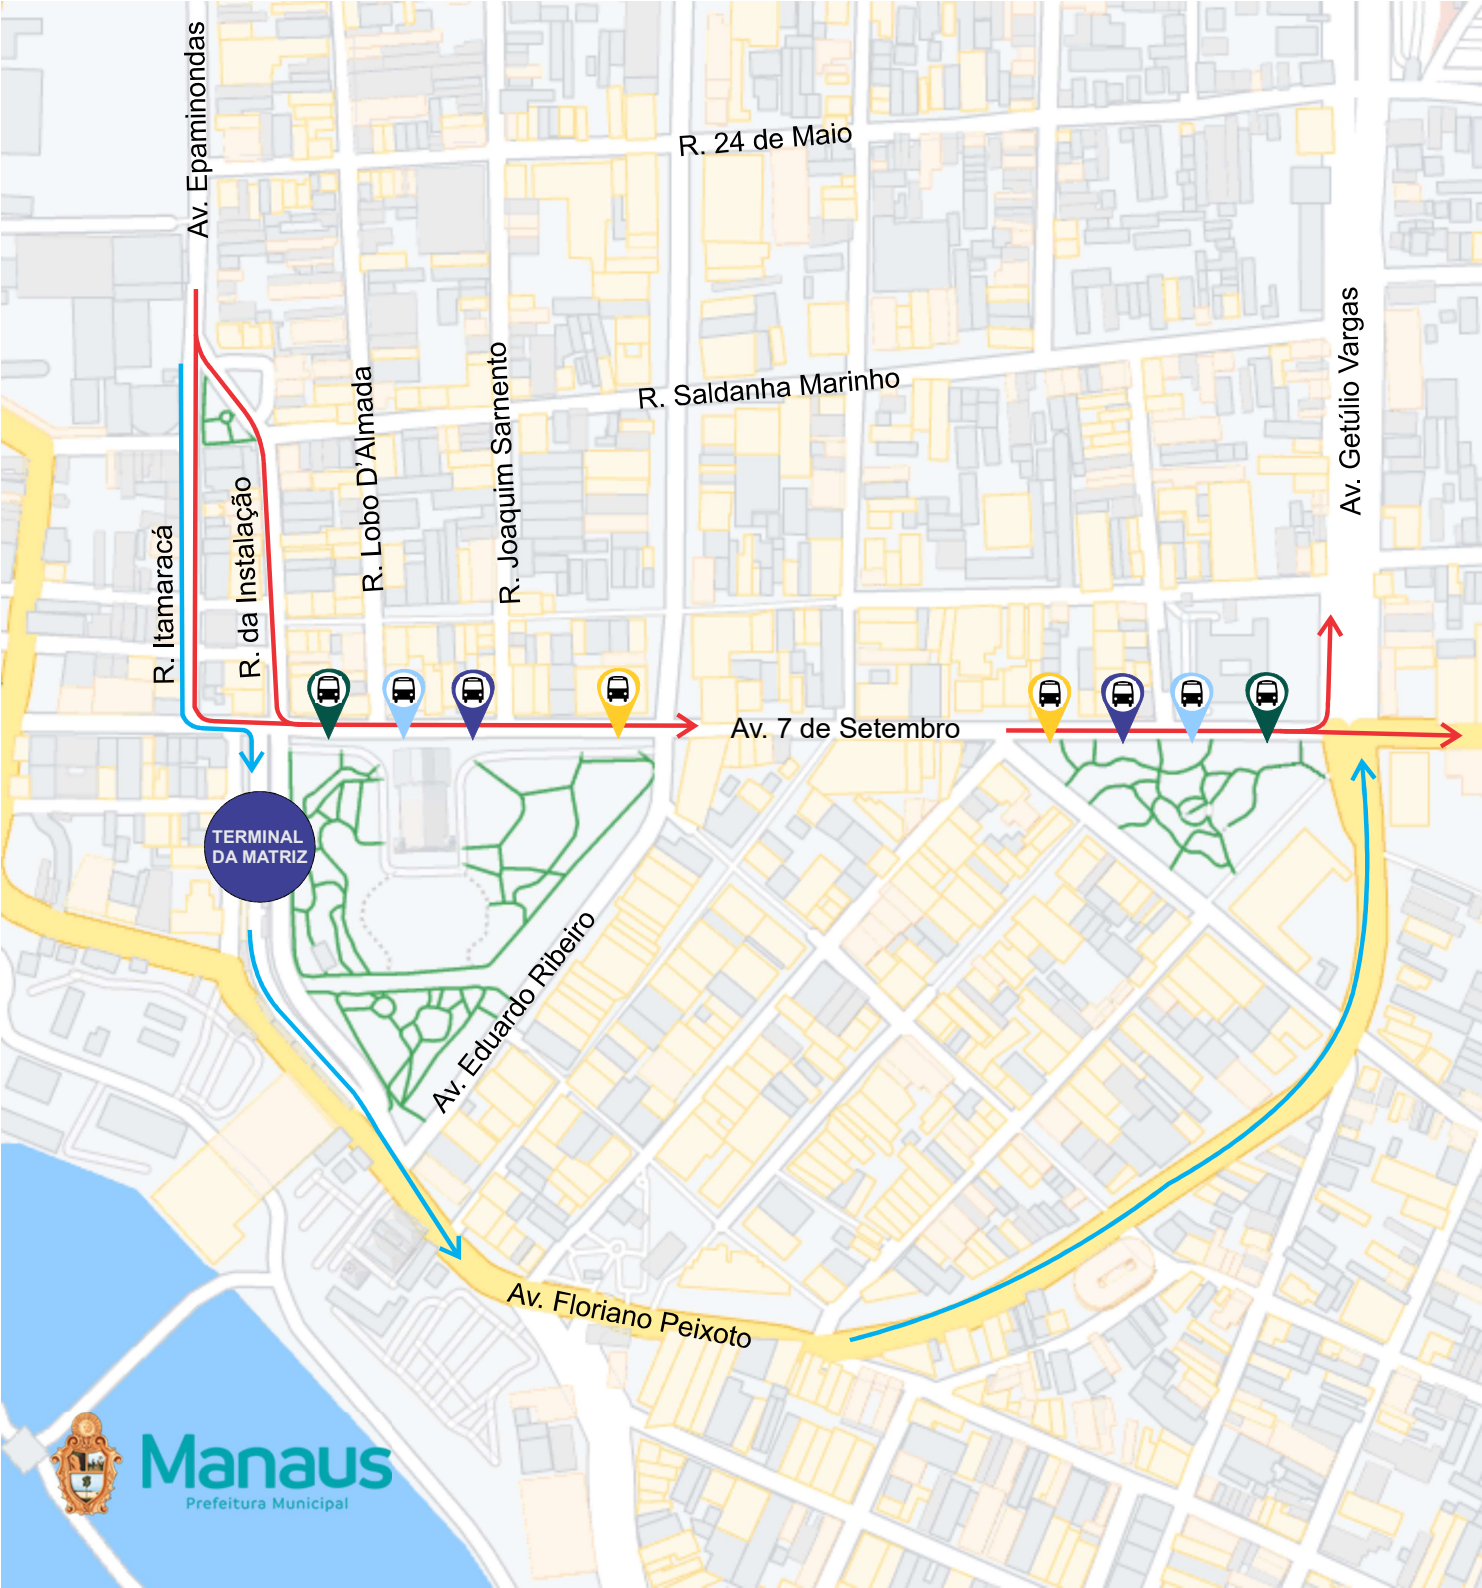 Av. Epaminondas
R. 24 de Maio
Av. Getúlio Vargas
R. Saldanha Marinho
R. Lobo D'Almada
R. Joaquim Sarnento
R. Itamaracá
R. da Instalação
Av. 7 de Setembro
TERMINAL
DA MATRIZ
Av. Eduardo Ribeiro
Av. Floriano Peixoto
Manaus
Prefeitura Municipal